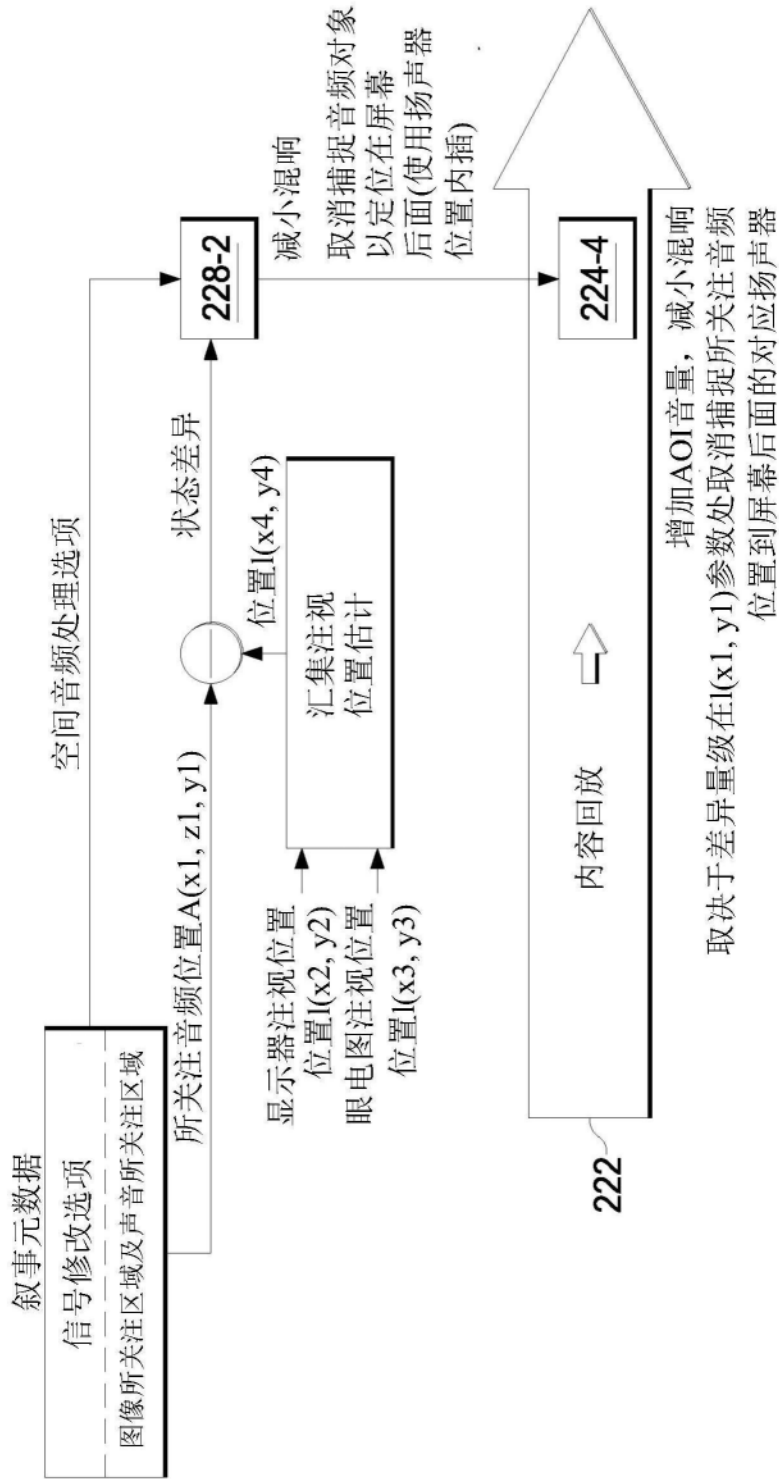 叙事元数据
信号修改选项
图像所关注区域及声音所关注区域
空间音频处理选项
所关注音频位置A(x1, z1, y1)
状态差异
228-2
减小混响
取消捕捉音频对象
以定位在屏幕
后面(使用扬声器
位置内插)
显示器注视位置
位置l(x2, y2)
眼电图注视位置
位置l(x3, y3)
汇集注视
位置估计
位置l(x4, y4)
222
内容回放
224-4
增加AOI音量, 减小混响
取决于差异量级在l(x1, y1)参数处取消捕捉所关注音频
位置到屏幕后面的对应扬声器